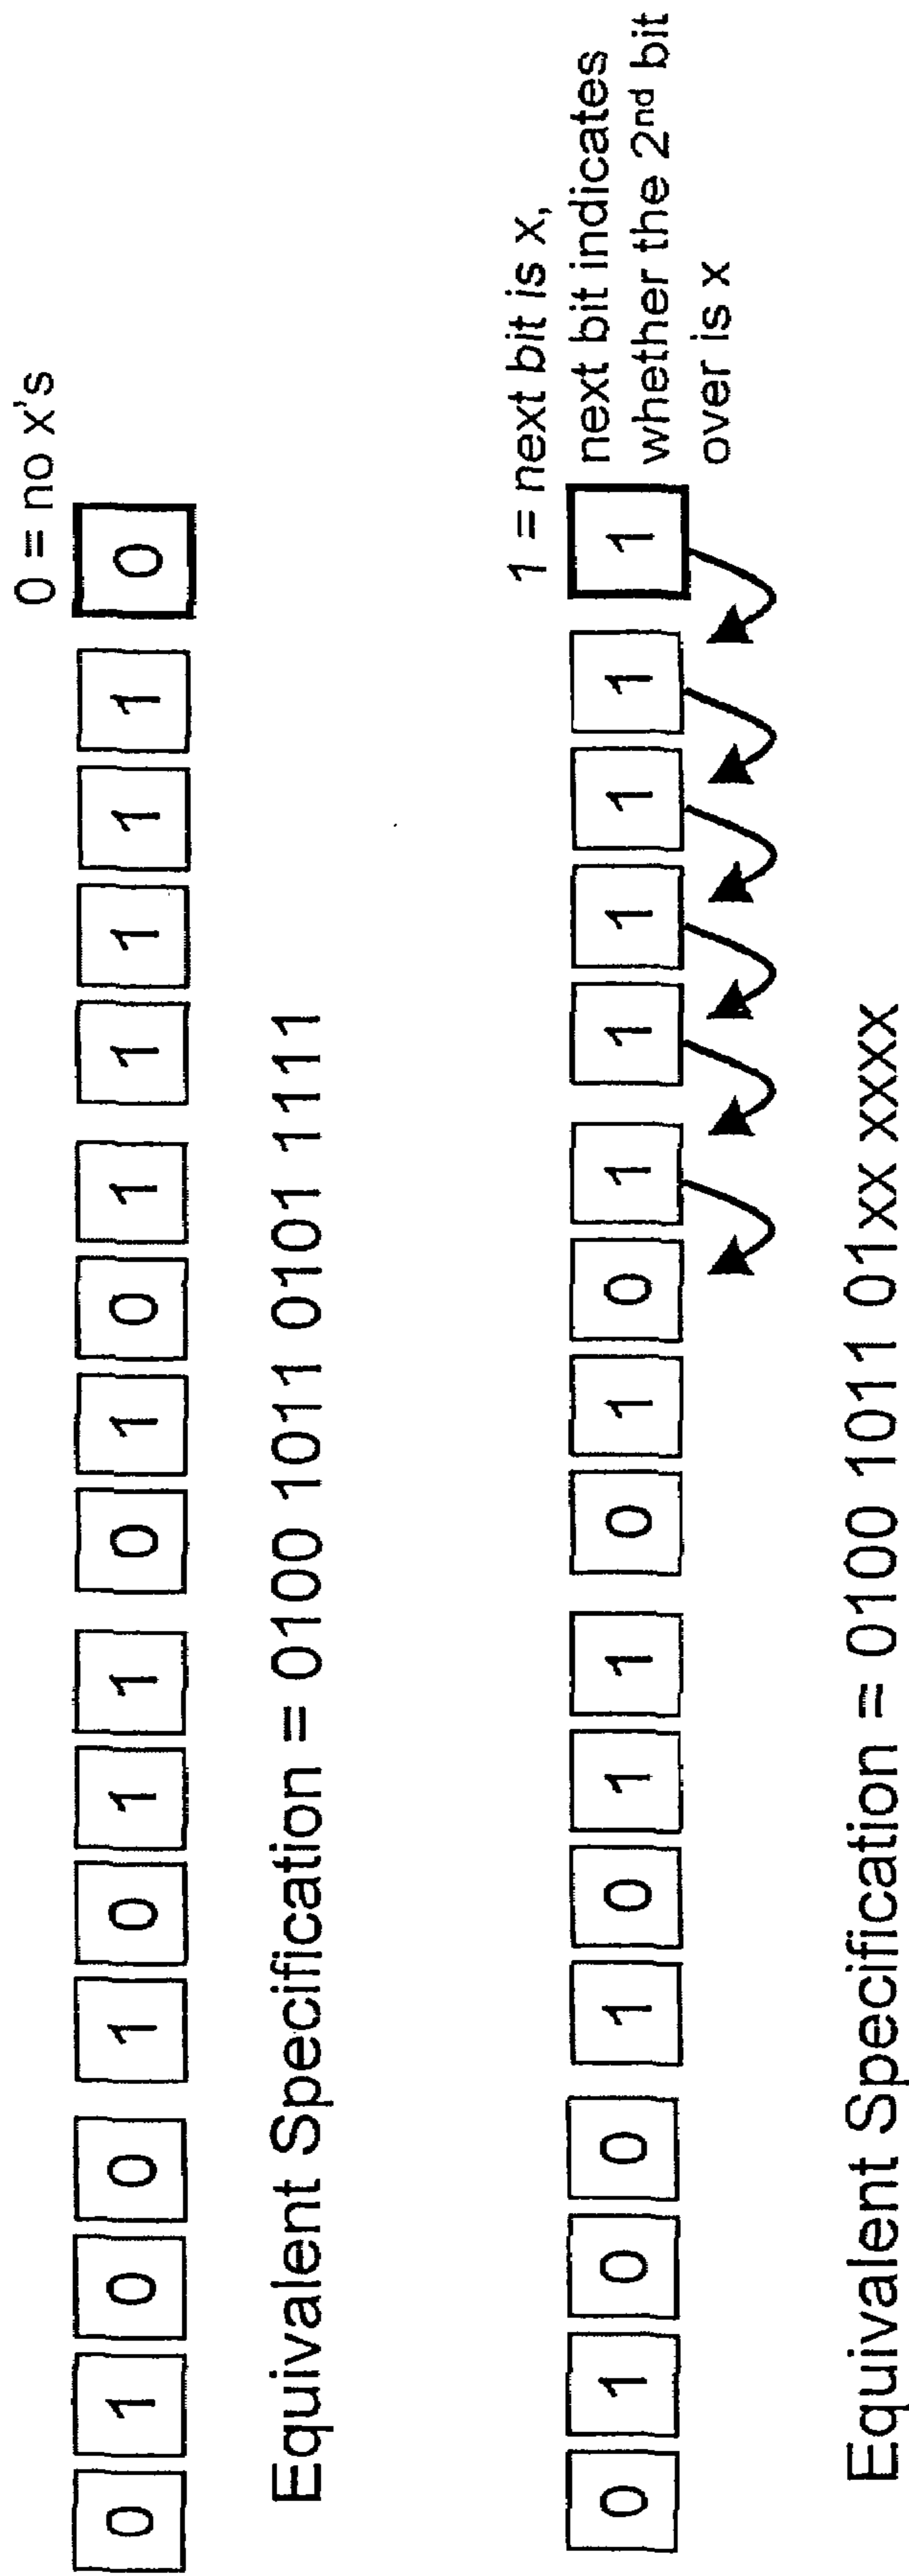 0 = no x's
0 1 0 0 1 0 1 1 0 1 0 1 1 1 1 1 0
Equivalent Specification = 0100 1011 0101 1111
1 = next bit is x,
next bit indicates
whether the 2nd bit
over is x
0 1 0 0 1 0 1 1 0 1 0 1 1 1 1 1 1
Equivalent Specification = 0100 1011 01xx xxxx